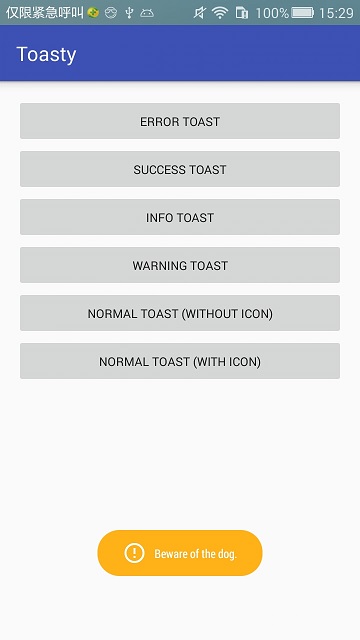 仅限紧急呼叫 100% 15:29
Toasty
ERROR TOAST
SUCCESS TOAST
INFO TOAST
WARNING TOAST
NORMAL TOAST (WITHOUT ICON)
NORMAL TOAST (WITH ICON)
Beware of the dog.